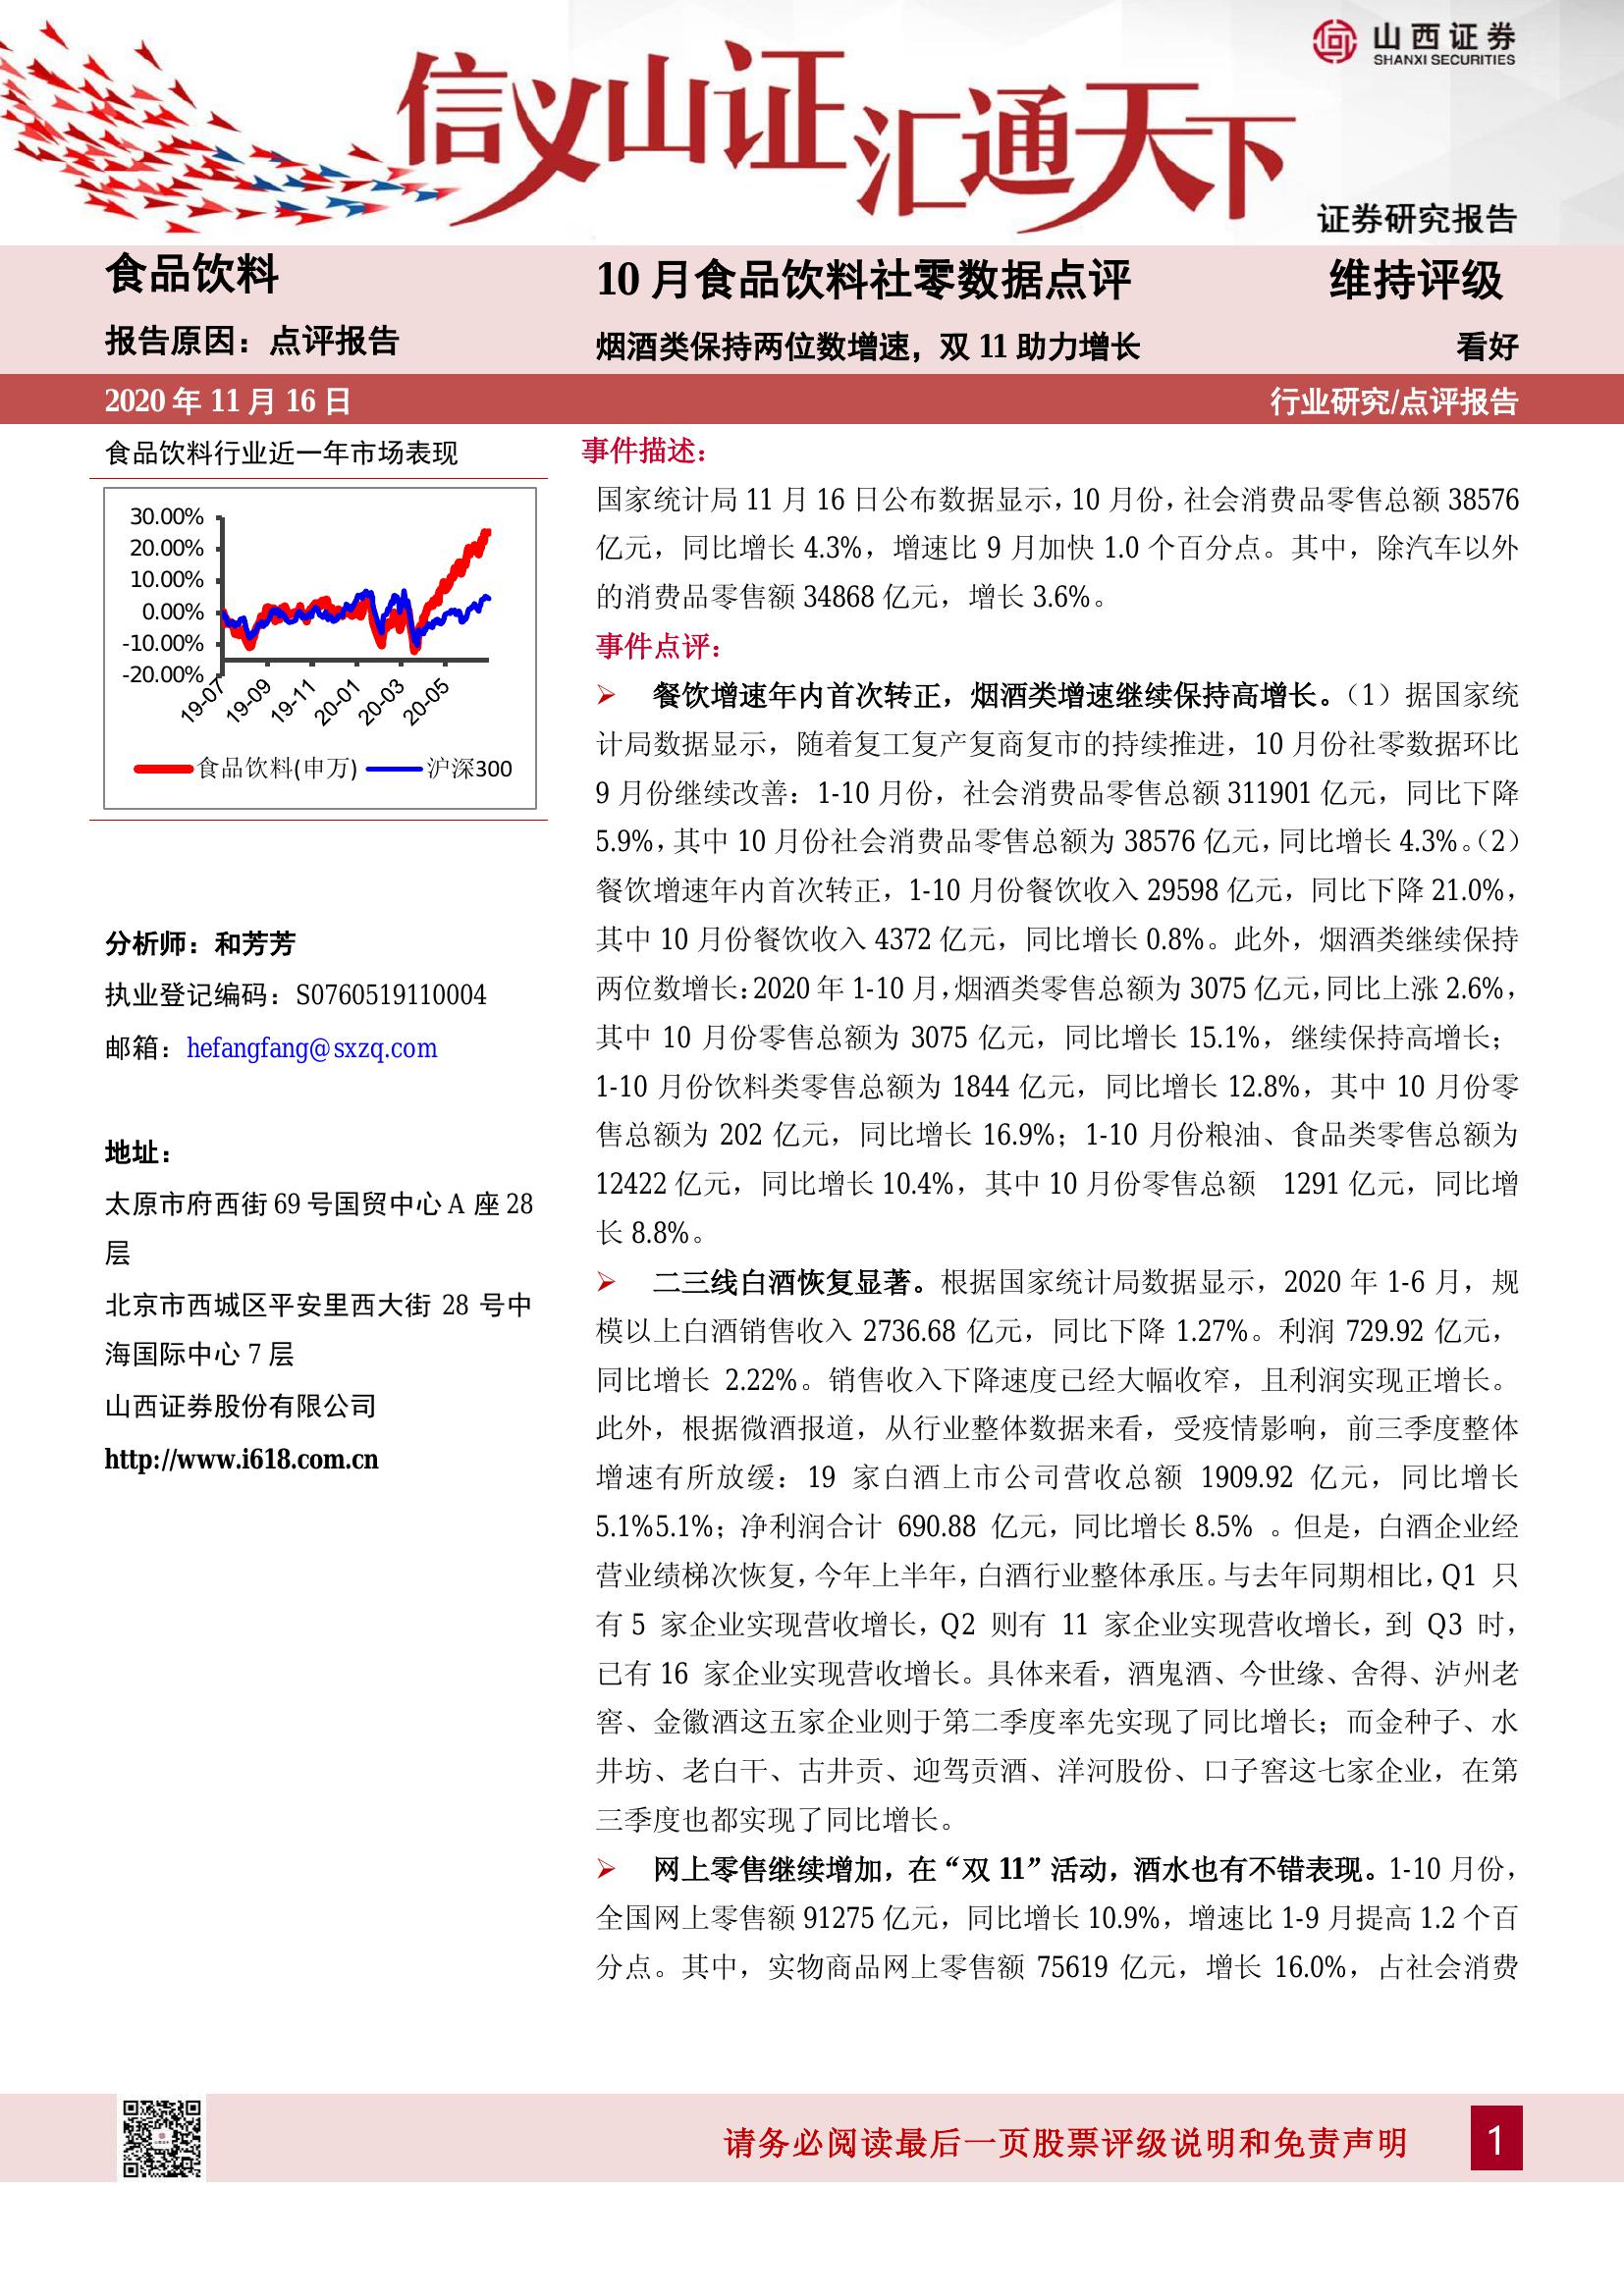 信义山证 汇通天下
山西证券
SHANXI SECURITIES
证券研究报告
食品饮料
报告原因：点评报告
10 月食品饮料社零数据点评
维持评级
烟酒类保持两位数增速，双 11 助力增长
看好
2020 年 11 月 16 日
行业研究/点评报告
食品饮料行业近一年市场表现
30.00%
20.00%
10.00%
0.00%
-10.00%
-20.00%
19-07
19-09
19-11
20-01
20-03
20-05
食品饮料(申万)
沪深300
分析师：和芳芳
执业登记编码：S0760519110004
邮箱：hefangfang@sxzq.com
地址：
太原市府西街 69 号国贸中心 A 座 28
层
北京市西城区平安里西大街 28 号中
海国际中心 7 层
山西证券股份有限公司
http://www.i618.com.cn
事件描述：
国家统计局 11 月 16 日公布数据显示，10 月份，社会消费品零售总额 38576
亿元，同比增长 4.3%，增速比 9 月加快 1.0 个百分点。其中，除汽车以外
的消费品零售额 34868 亿元，增长 3.6%。
事件点评：
➢ 餐饮增速年内首次转正，烟酒类增速继续保持高增长。（1）据国家统
计局数据显示，随着复工复产复商复市的持续推进，10 月份社零数据环比
9 月份继续改善：1-10 月份，社会消费品零售总额 311901 亿元，同比下降
5.9%，其中 10 月份社会消费品零售总额为 38576 亿元，同比增长 4.3%。（2）
餐饮增速年内首次转正，1-10 月份餐饮收入 29598 亿元，同比下降 21.0%，
其中 10 月份餐饮收入 4372 亿元，同比增长 0.8%。此外，烟酒类继续保持
两位数增长：2020 年 1-10 月，烟酒类零售总额为 3075 亿元，同比上涨 2.6%，
其中 10 月份零售总额为 3075 亿元，同比增长 15.1%，继续保持高增长；
1-10 月份饮料类零售总额为 1844 亿元，同比增长 12.8%，其中 10 月份零
售总额为 202 亿元，同比增长 16.9%；1-10 月份粮油、食品类零售总额为
12422 亿元，同比增长 10.4%，其中 10 月份零售总额 1291 亿元，同比增
长 8.8%。
➢ 二三线白酒恢复显著。根据国家统计局数据显示，2020 年 1-6 月，规
模以上白酒销售收入 2736.68 亿元，同比下降 1.27%。利润 729.92 亿元，
同比增长 2.22%。销售收入下降速度已经大幅收窄，且利润实现正增长。
此外，根据微酒报道，从行业整体数据来看，受疫情影响，前三季度整体
增速有所放缓：19 家白酒上市公司营收总额 1909.92 亿元，同比增长
5.1%5.1%；净利润合计 690.88 亿元，同比增长 8.5% 。但是，白酒企业经
营业绩梯次恢复，今年上半年，白酒行业整体承压。与去年同期相比，Q1 只
有 5 家企业实现营收增长，Q2 则有 11 家企业实现营收增长，到 Q3 时，
已有 16 家企业实现营收增长。具体来看，酒鬼酒、今世缘、舍得、泸州老
窖、金徽酒这五家企业则于第二季度率先实现了同比增长；而金种子、水
井坊、老白干、古井贡、迎驾贡酒、洋河股份、口子窖这七家企业，在第
三季度也都实现了同比增长。
➢ 网上零售继续增加，在“双 11”活动，酒水也有不错表现。1-10 月份，
全国网上零售额 91275 亿元，同比增长 10.9%，增速比 1-9 月提高 1.2 个百
分点。其中，实物商品网上零售额 75619 亿元，增长 16.0%，占社会消费
请务必阅读最后一页股票评级说明和免责声明
1